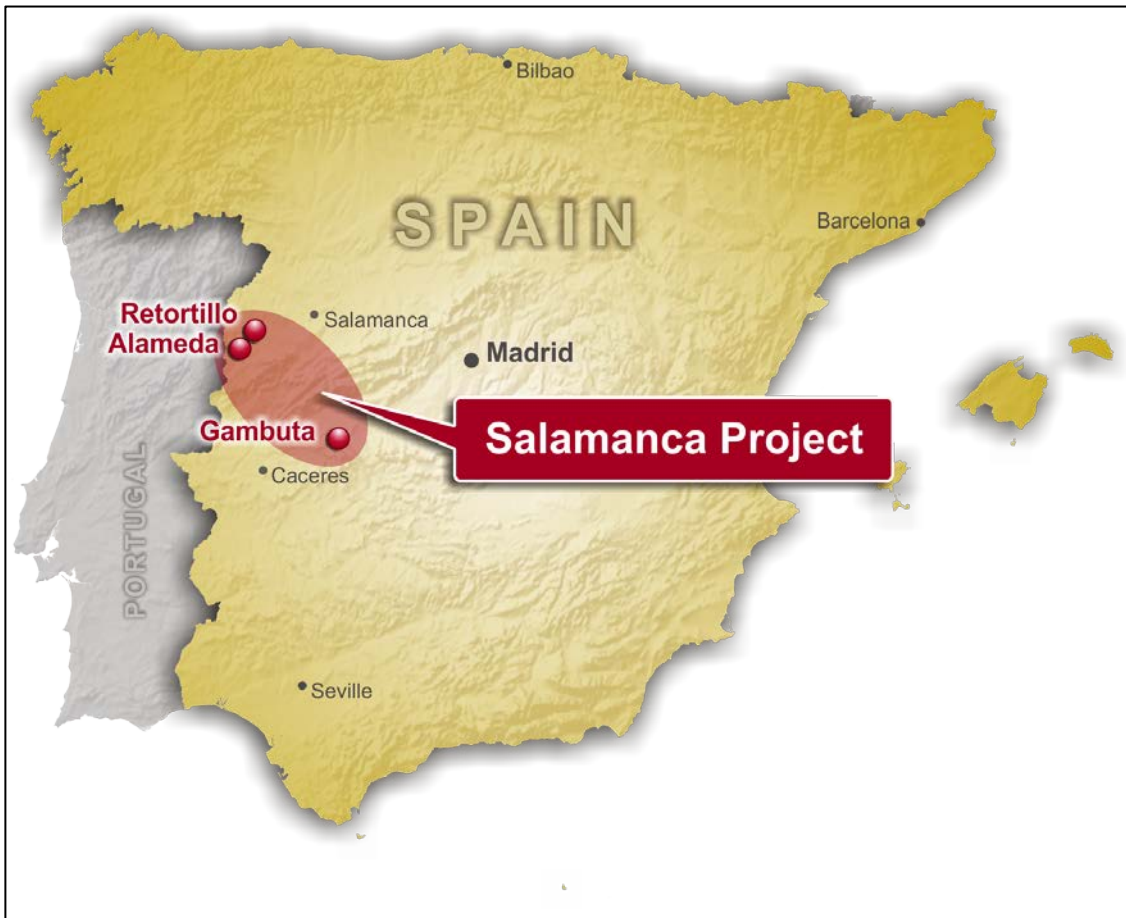 Bilbao
SPAIN
Barcelona
Retortillo
Salamanca
Alameda
Madrid
Salamanca Project
Gambuta
Caceres
PORTUGAL
Seville